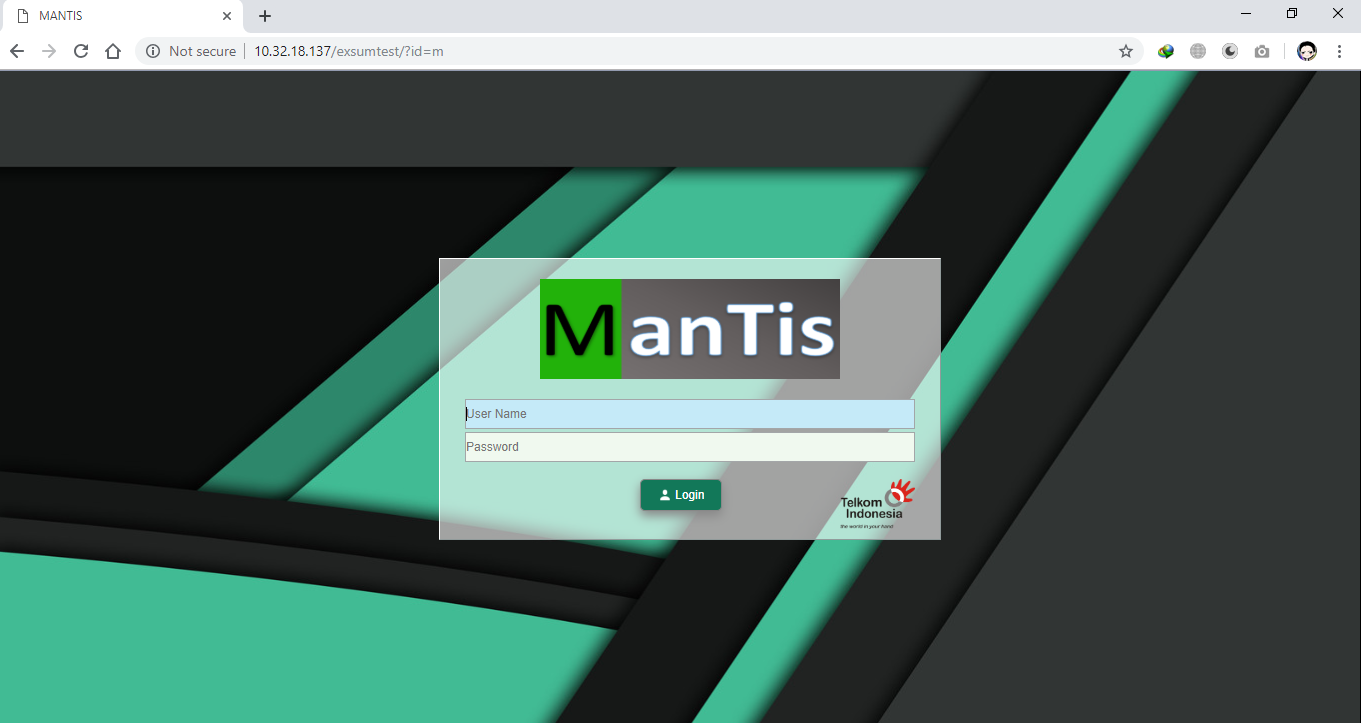 MANTIS
Not secure
10.32.18.137/exsumtest/?id=m
ManTis
User Name
Password
Login
Telkom
Indonesia
the world in your hand